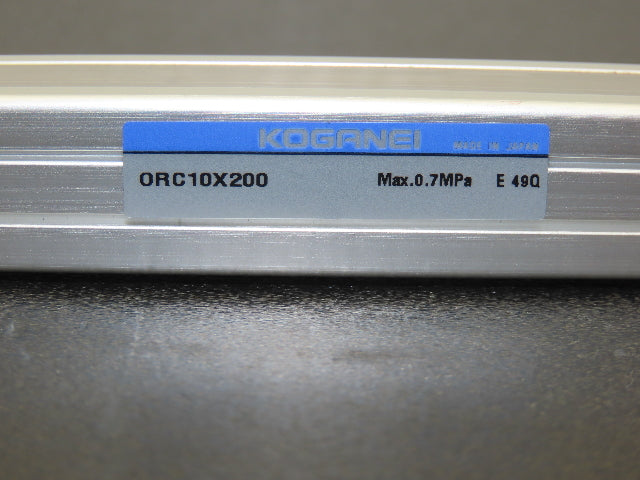 KOGANEI MADE IN JAPAN
ORC10X200 Max.0.7MPa E 49Q